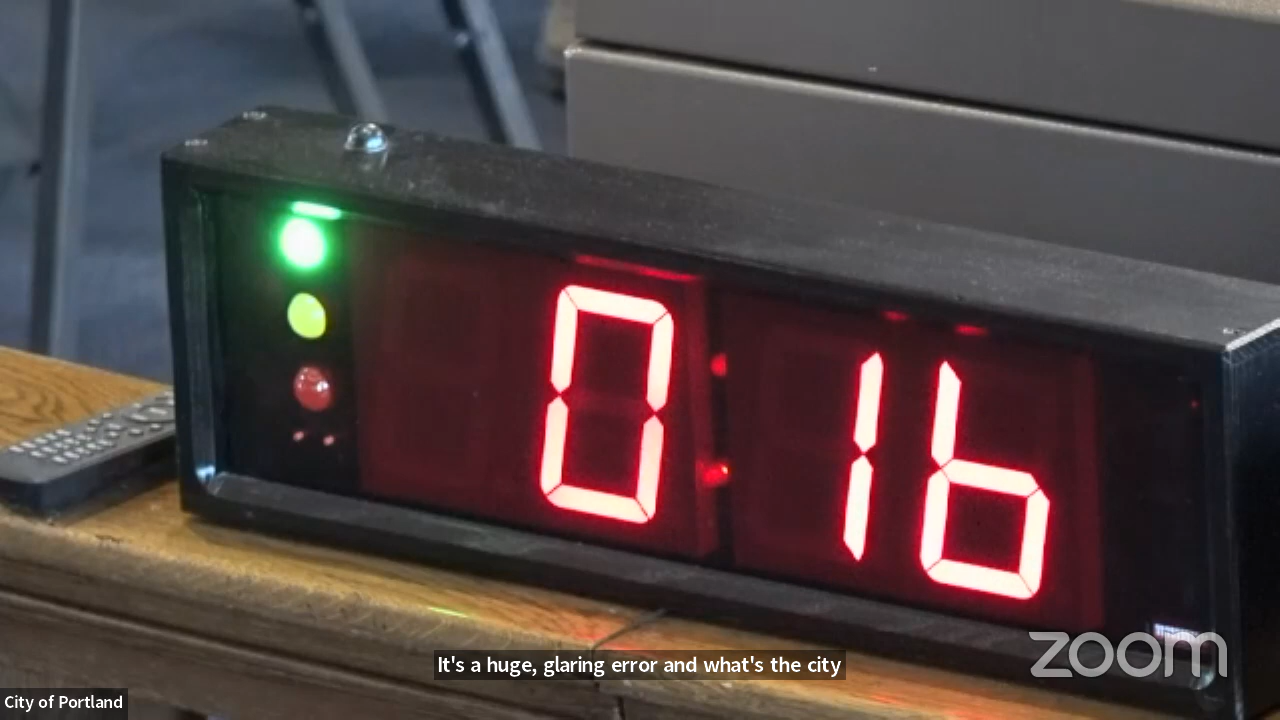 0:16
It's a huge, glaring error and what's the city
zoom
City of Portland